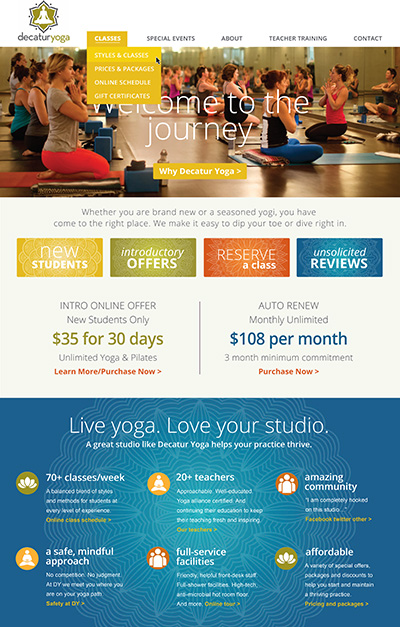 decaturyoga
CLASSES
SPECIAL EVENTS
ABOUT
TEACHER TRAINING
CONTACT
STYLES & CLASSES
PRICES & PACKAGES
ONLINE SCHEDULE
GIFT CERTIFICATES
Welcome to the
journey
Why Decatur Yoga >
Whether you are brand new or a seasoned yogi, you have
come to the right place. We make it easy to dip your toe or dive right in.
new
STUDENTS
introductory
OFFERS
RESERVE
a class
unsolicited
REVIEWS
INTRO ONLINE OFFER
New Students Only
$35 for 30 days
Unlimited Yoga & Pilates
Learn More/Purchase Now >
AUTO RENEW
Monthly Unlimited
$108 per month
3 month minimum commitment
Purchase Now >
Live yoga. Love your studio.
A great studio like Decatur Yoga helps your practice thrive.
70+ classes/week
A balanced blend of styles
and methods for students at
every level of experience.
Online class schedule >
20+ teachers
Approachable. Well-educated.
Yoga alliance certified. And
continuing their education to keep
their teaching fresh and inspiring.
Our teachers >
amazing
community
"I am completely hooked
on this studio..."
Facebook twitter other >
a safe, mindful
approach
No competition. No judgment.
At DY we meet you where you
are on your yoga path.
Safety at DY >
full-service
facilities
Friendly, helpful front-desk staff.
Full-shower facilities. High-tech,
anti-microbial hot room floor.
And more. Online tour >
affordable
A variety of special offers,
packages and discounts to
help you start and maintain
a thriving practice.
Pricing and packages >